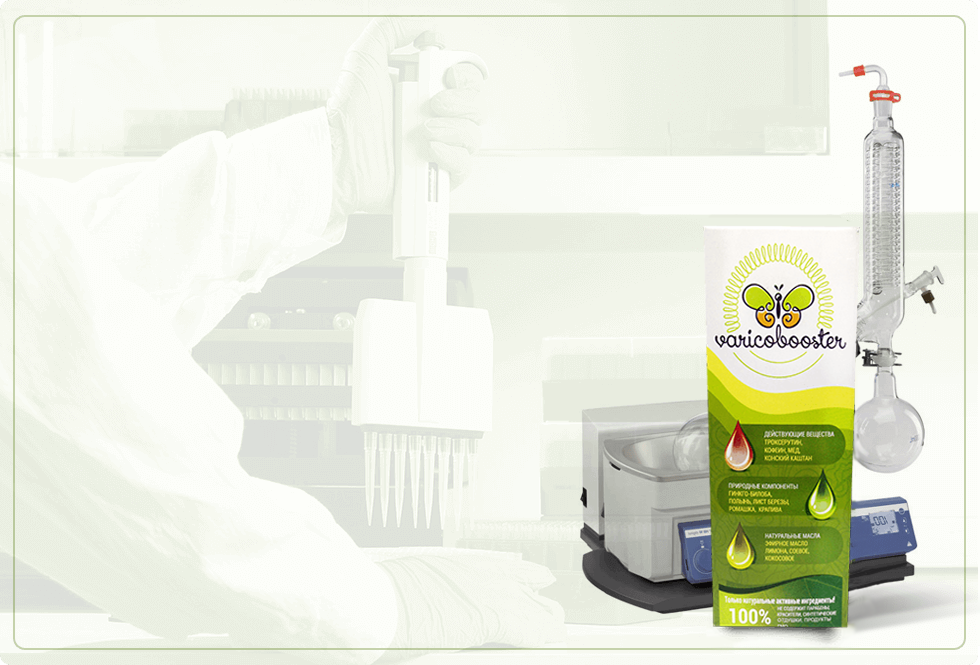 varicobooster
ДЕЙСТВУЮЩИЕ ВЕЩЕСТВА
ТРОКСЕРУТИН,
КОФЕИН, МЕД,
КОНСКИЙ КАШТАН
ПРИРОДНЫЕ КОМПОНЕНТЫ
ГИНКГО-БИЛОБА,
ПОЛЫНЬ, ЛИСТ БЕРЕЗЫ,
РОМАШКА, КРАПИВА
НАТУРАЛЬНЫЕ МАСЛА
ЭФИРНОЕ МАСЛО
ЛИМОНА, СОЕВОЕ,
КОКОСОВОЕ
Только натуральные активные ингредиенты!
100%
НЕ СОДЕРЖИТ ПАРАБЕНЫ,
КРАСИТЕЛИ, СИНТЕТИЧЕСКИЕ
ОТДУШКИ, ПРОДУКТЫ